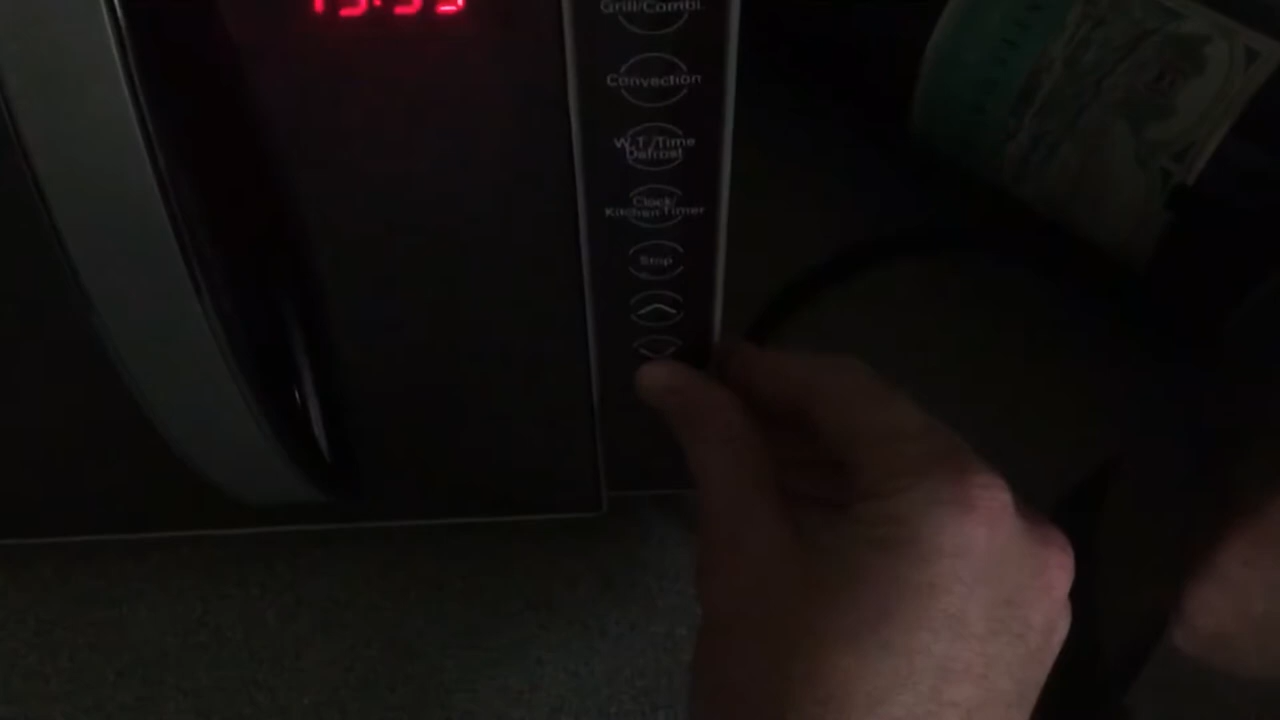 Grill/Combi.
Convection
W.T./Time
Defrost
Clock/
Kitchen Timer
Stop